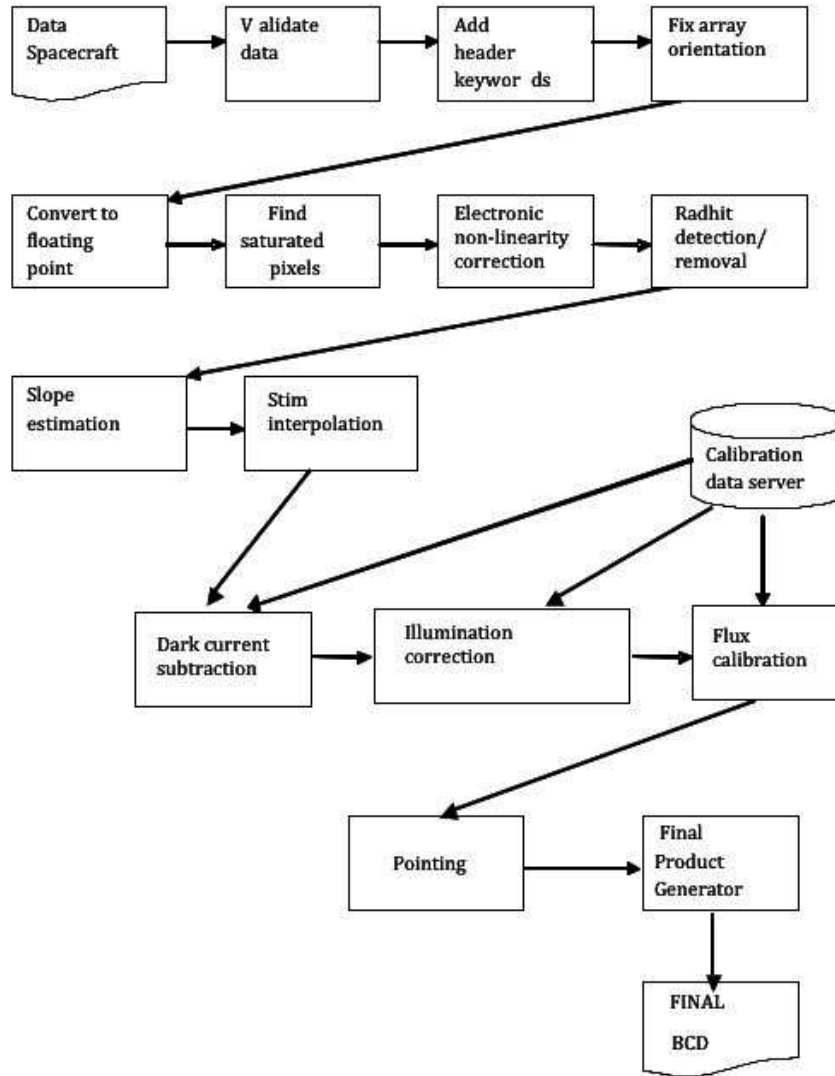 Data
Spacecraft
V alidate
data
Add
header
keywor ds
Fix array
orientation
Convert to
floating
point
Find
saturated
pixels
Electronic
non-linearity
correction
Radhit
detection/
removal
Slope
estimation
Stim
interpolation
Calibration
data server
Dark current
subtraction
Illumination
correction
Flux
calibration
Pointing
Final
Product
Generator
FINAL
BCD